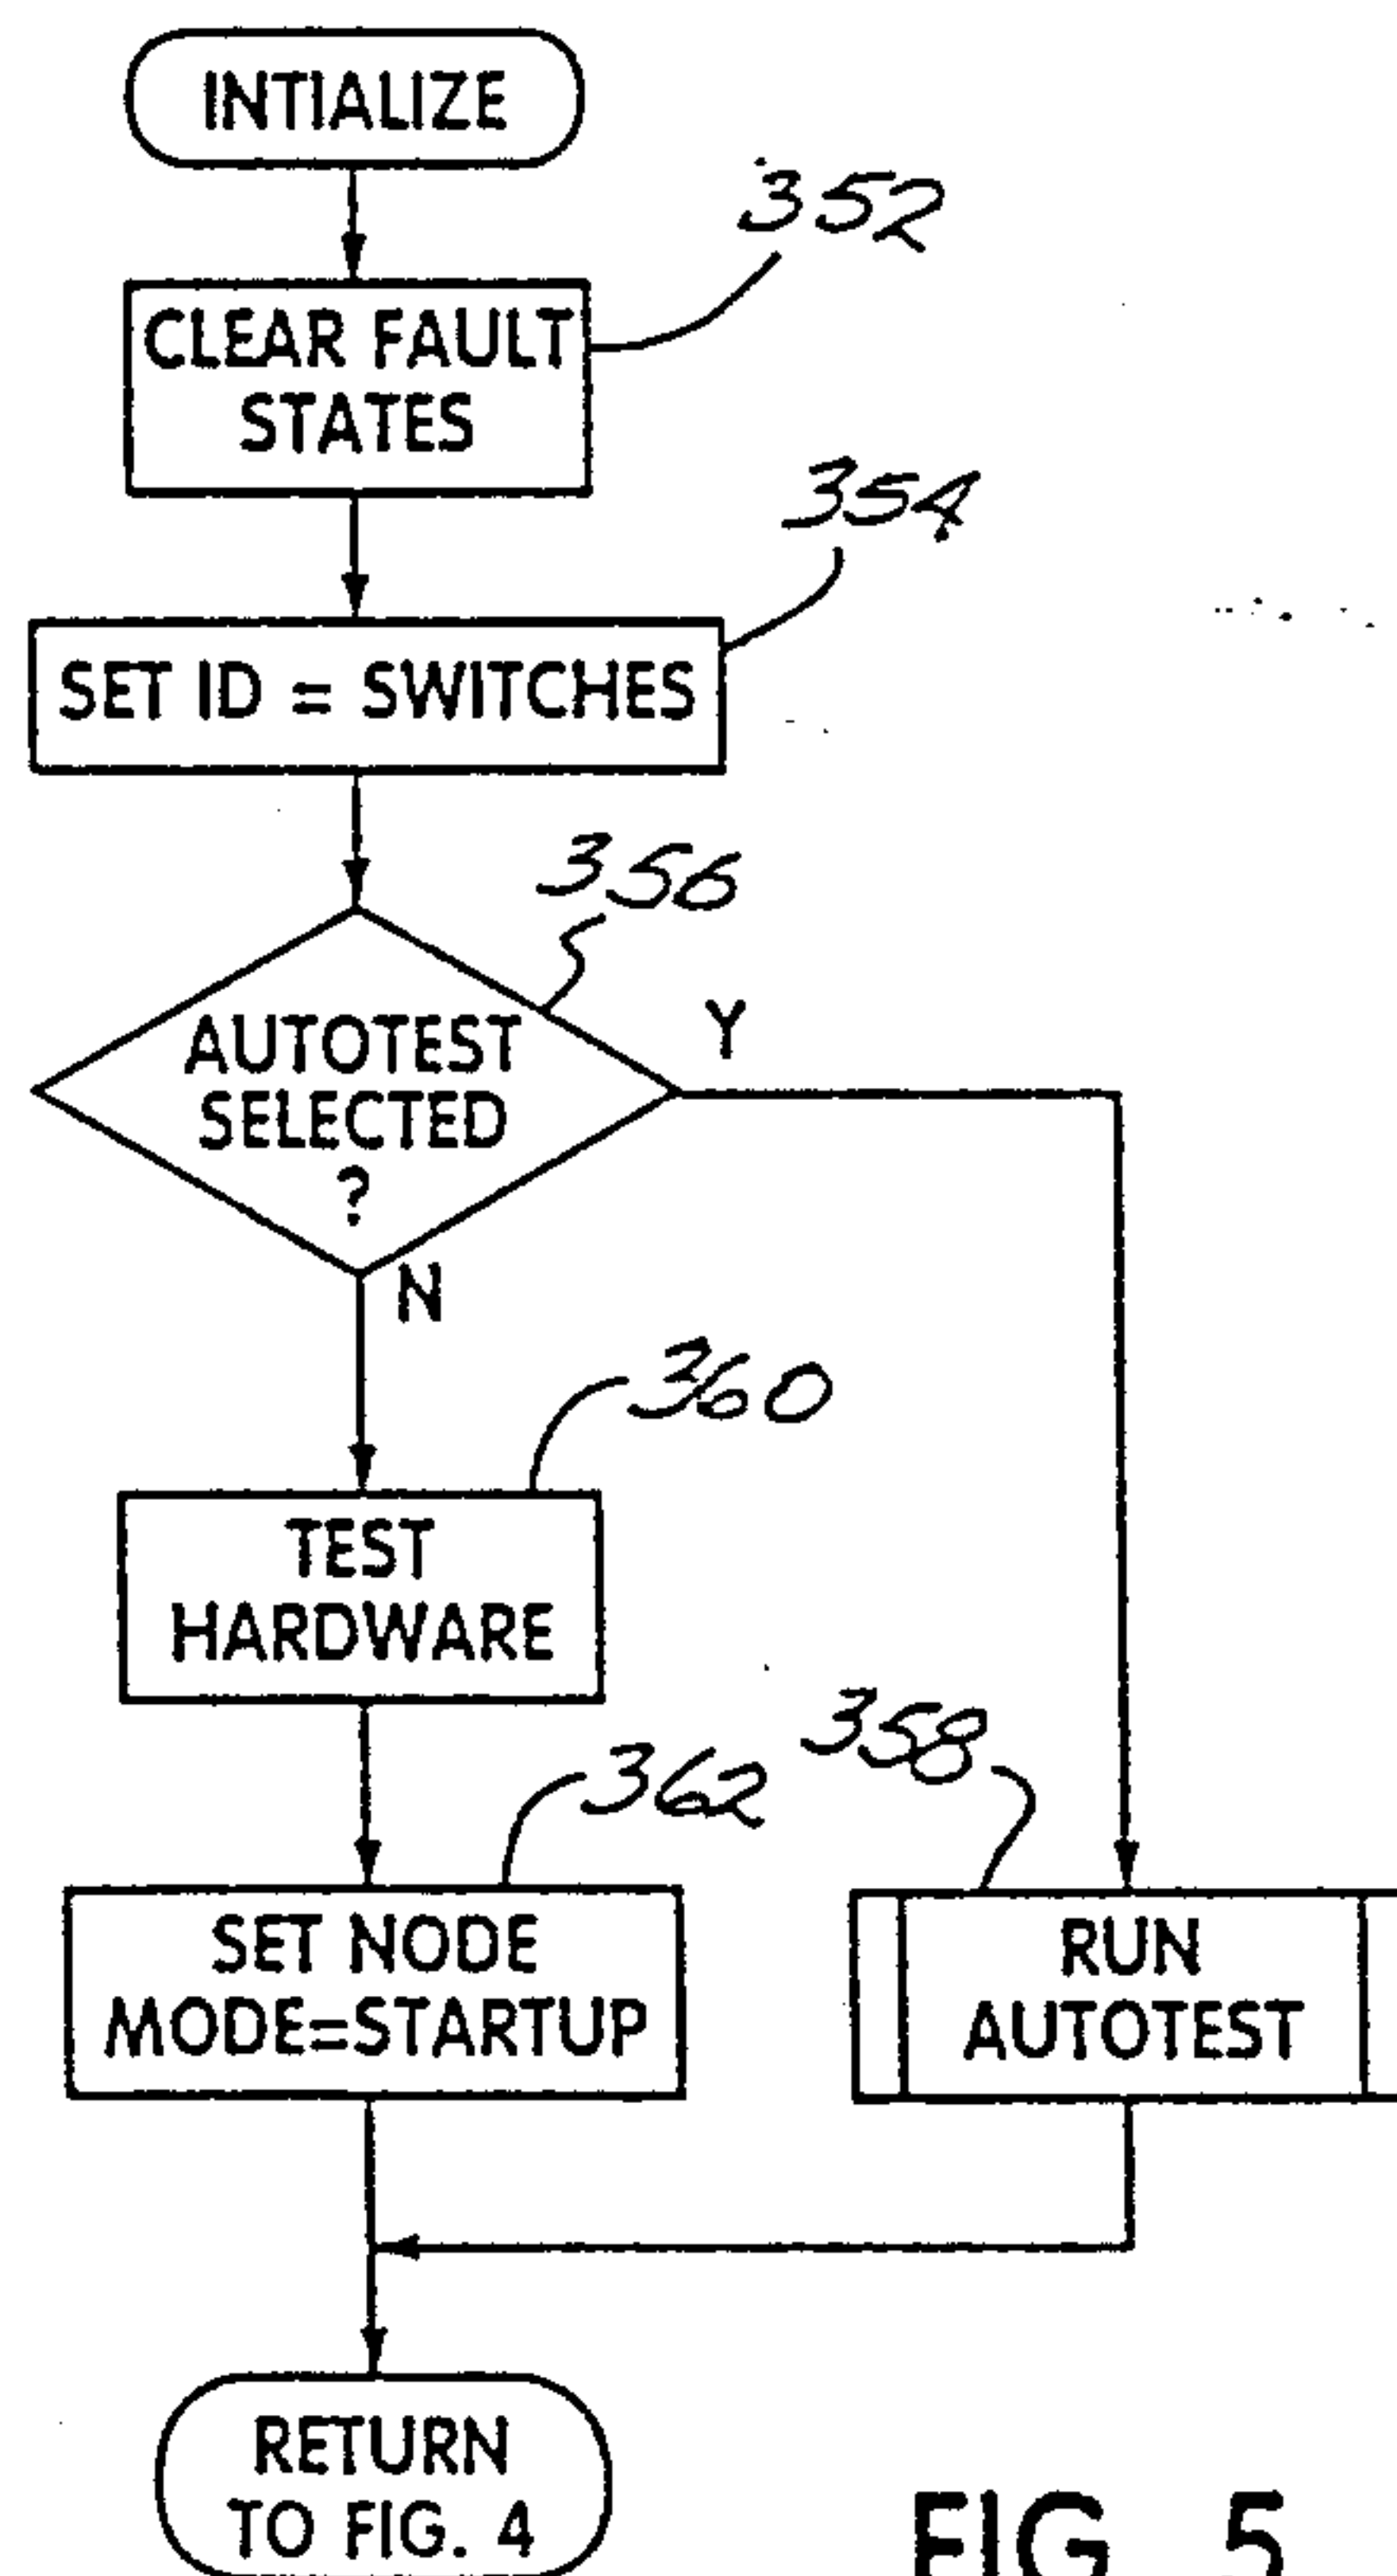 INTIALIZE
352
CLEAR FAULT
STATES
354
SET ID = SWITCHES
356
AUTOTEST
SELECTED
?
Y
N
360
TEST
HARDWARE
358
362
SET NODE
MODE=STARTUP
RUN
AUTOTEST
RETURN
TO FIG. 4
FIG. 5